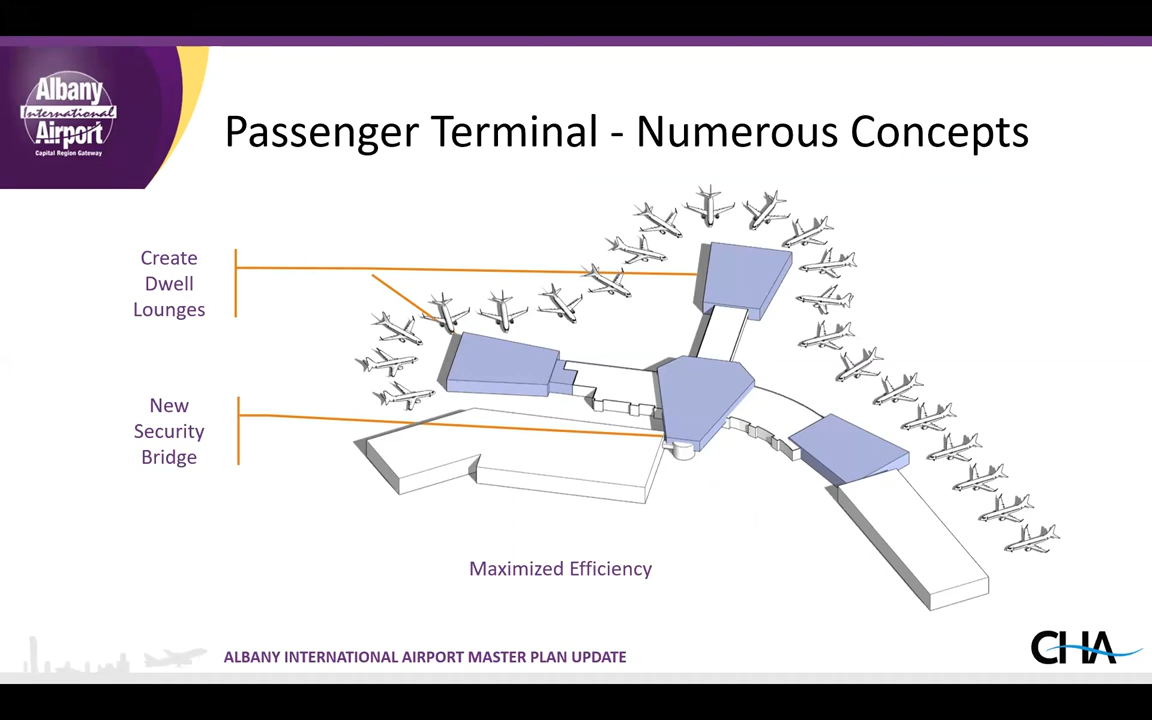 Albany
International
Airport
Capital Region Gateway
Passenger Terminal - Numerous Concepts
Create
Dwell
Lounges
New
Security
Bridge
Maximized Efficiency
ALBANY INTERNATIONAL AIRPORT MASTER PLAN UPDATE
CHA